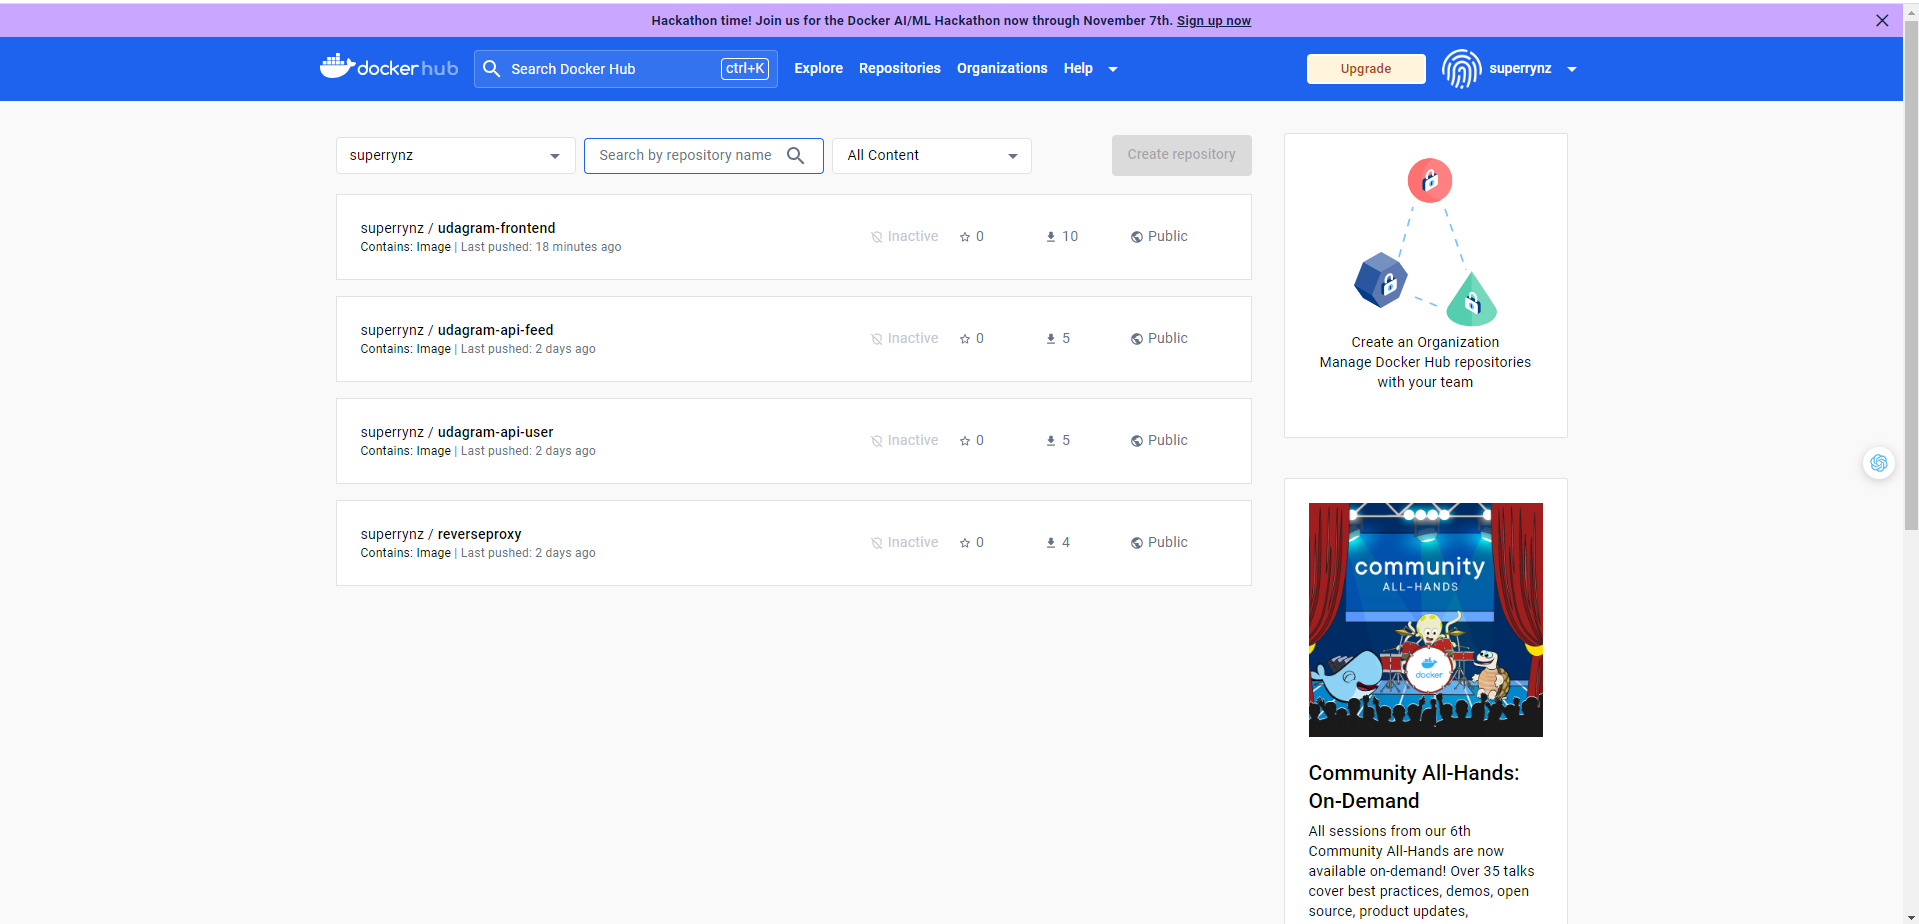 Hackathon time! Join us for the Docker AI/ML Hackathon now through November 7th. Sign up now
docker hub
Search Docker Hub
ctrl+K
Explore
Repositories
Organizations
Help
Upgrade
superrynz
superrynz
Search by repository name
All Content
Create repository
superrynz / udagram-frontend
Contains: Image | Last pushed: 18 minutes ago
Inactive
0
10
Public
superrynz / udagram-api-feed
Contains: Image | Last pushed: 2 days ago
Inactive
0
5
Public
superrynz / udagram-api-user
Contains: Image | Last pushed: 2 days ago
Inactive
0
5
Public
superrynz / reverseproxy
Contains: Image | Last pushed: 2 days ago
Inactive
0
4
Public
Create an Organization
Manage Docker Hub repositories
with your team
community
ALL-HANDS
docker
Community All-Hands:
On-Demand
All sessions from our 6th
Community All-Hands are now
available on-demand! Over 35 talks
cover best practices, demos, open
source, product updates,